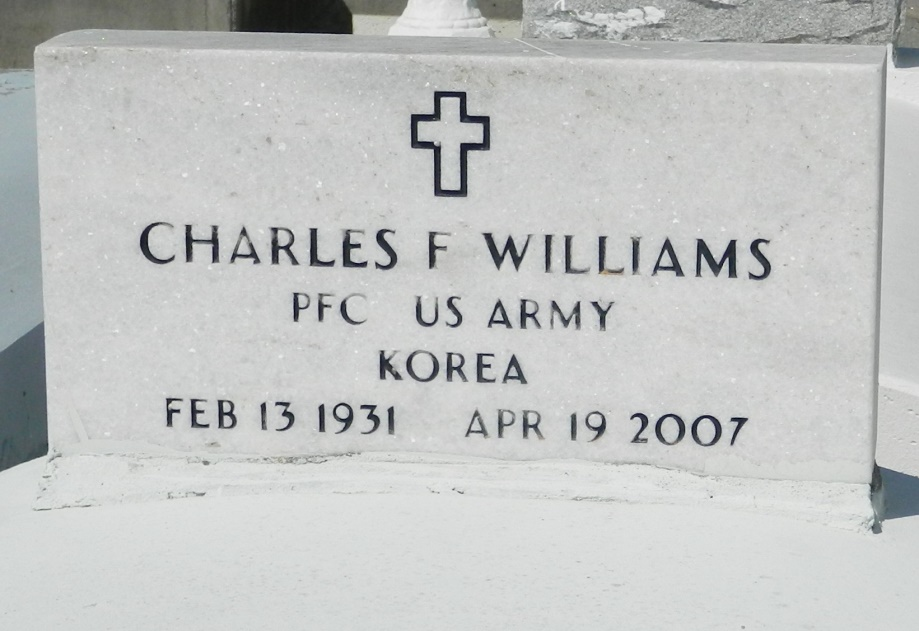 CHARLES F WILLIAMS
PFC US ARMY
KOREA
FEB 13 1931 APR 19 2007